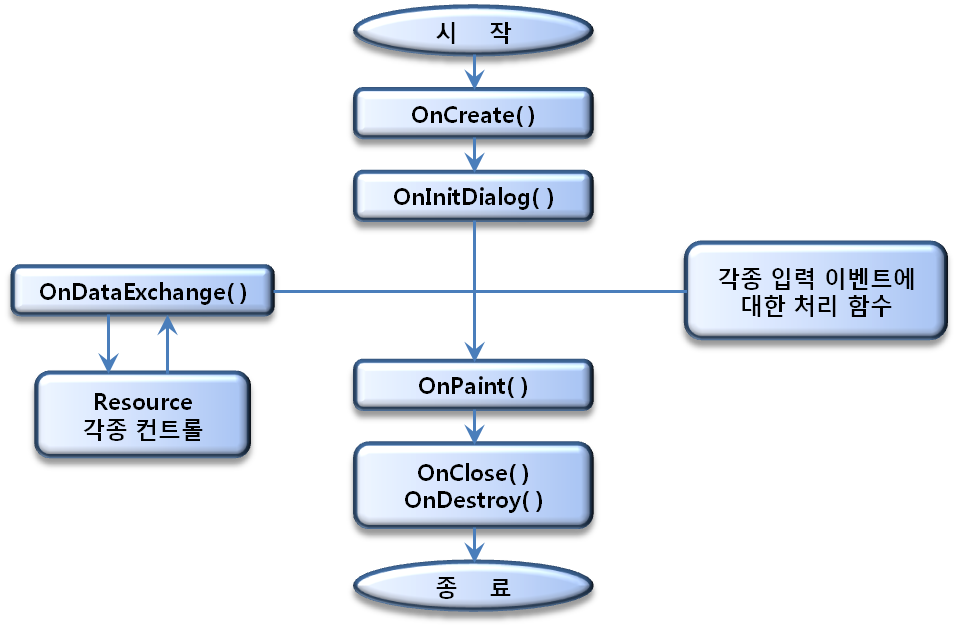 시 작
OnCreate( )
OnInitDialog( )
OnDataExchange( )
각종 입력 이벤트에
대한 처리 함수
Resource
각종 컨트롤
OnPaint( )
OnClose( )
OnDestroy( )
종 료